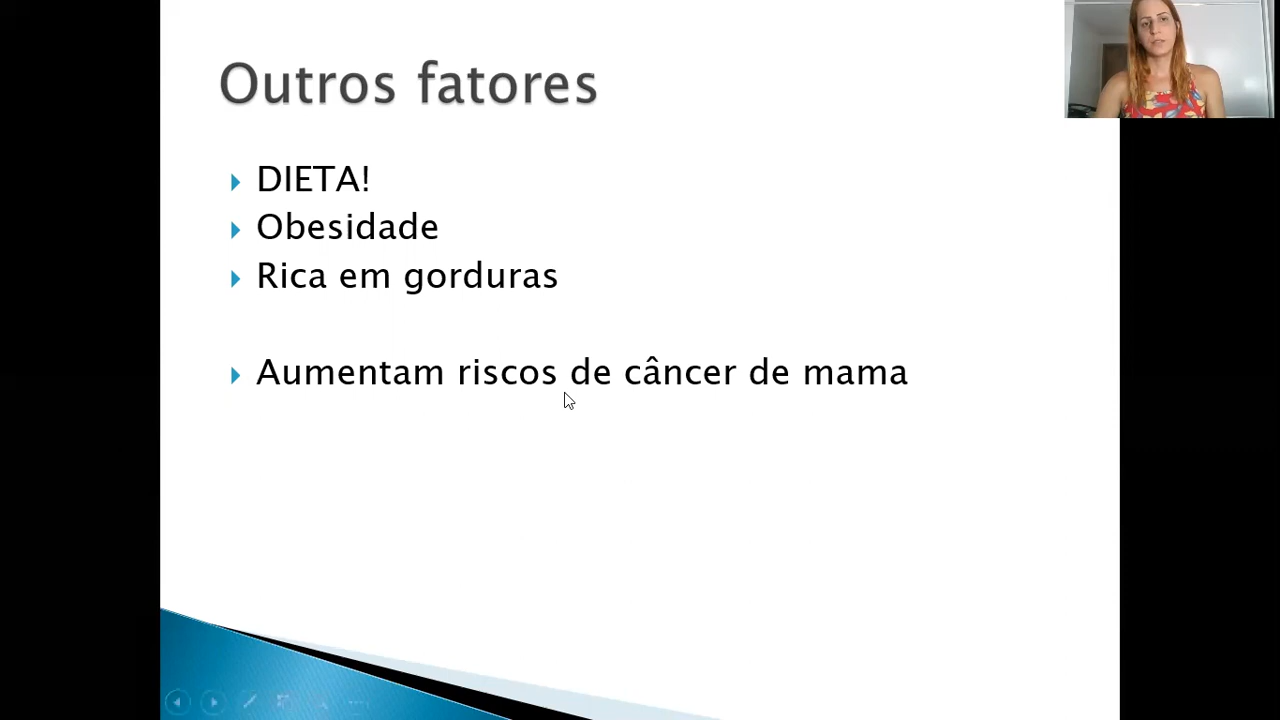 Outros fatores
DIETA!
Obesidade
Rica em gorduras
Aumentam riscos de câncer de mama